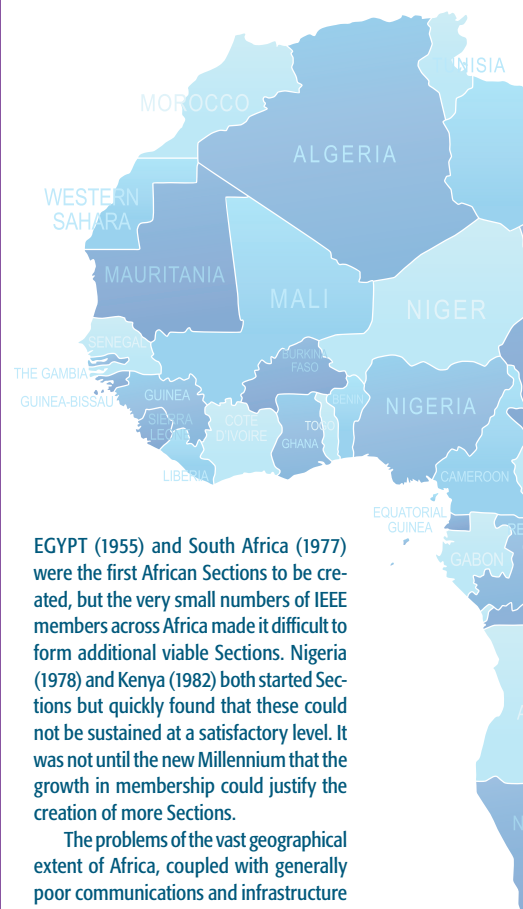 TUNISIA
MOROCCO
ALGERIA
WESTERN
SAHARA
MAURITANIA
MALI
NIGER
SENEGAL
BURKINA
FASO
THE GAMBIA
GUINEA
BENIN
NIGERIA
GUINEA-BISSAU
SIERRA
LEONE
COTE
D'IVOIRE
TOGO
GHANA
LIBERIA
CAMEROON
EQUATORIAL
GUINEA
GABON
EGYPT (1955) and South Africa (1977)
were the first African Sections to be cre-
ated, but the very small numbers of IEEE
members across Africa made it difficult to
form additional viable Sections. Nigeria
(1978) and Kenya (1982) both started Sec-
tions but quickly found that these could
not be sustained at a satisfactory level. It
was not until the new Millennium that the
growth in membership could justify the
creation of more Sections.
The problems of the vast geographical
extent of Africa, coupled with generally
poor communications and infrastructure